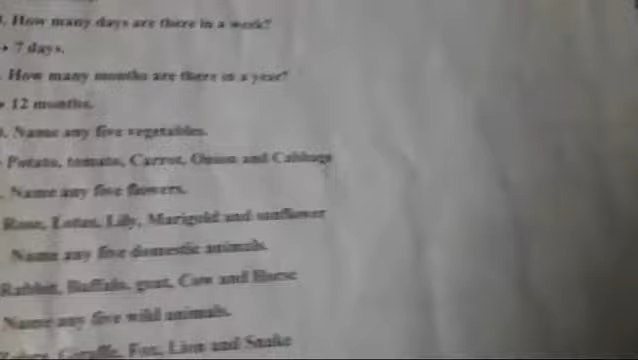 . How many days are there in a week?
→ 7 days.
. How many months are there in a year?
→ 12 months.
. Name any five vegetables.
Potato, tomato, Carrot, Onion and Cabbage
. Name any five flowers.
Rose, Lotus, Lily, Marigold and sunflower
Name any five domestic animals.
Rabbit, Buffalo, goat, Cow and Horse
Name any five wild animals.
Zebra, Giraffe, Fox, Lion and Snake